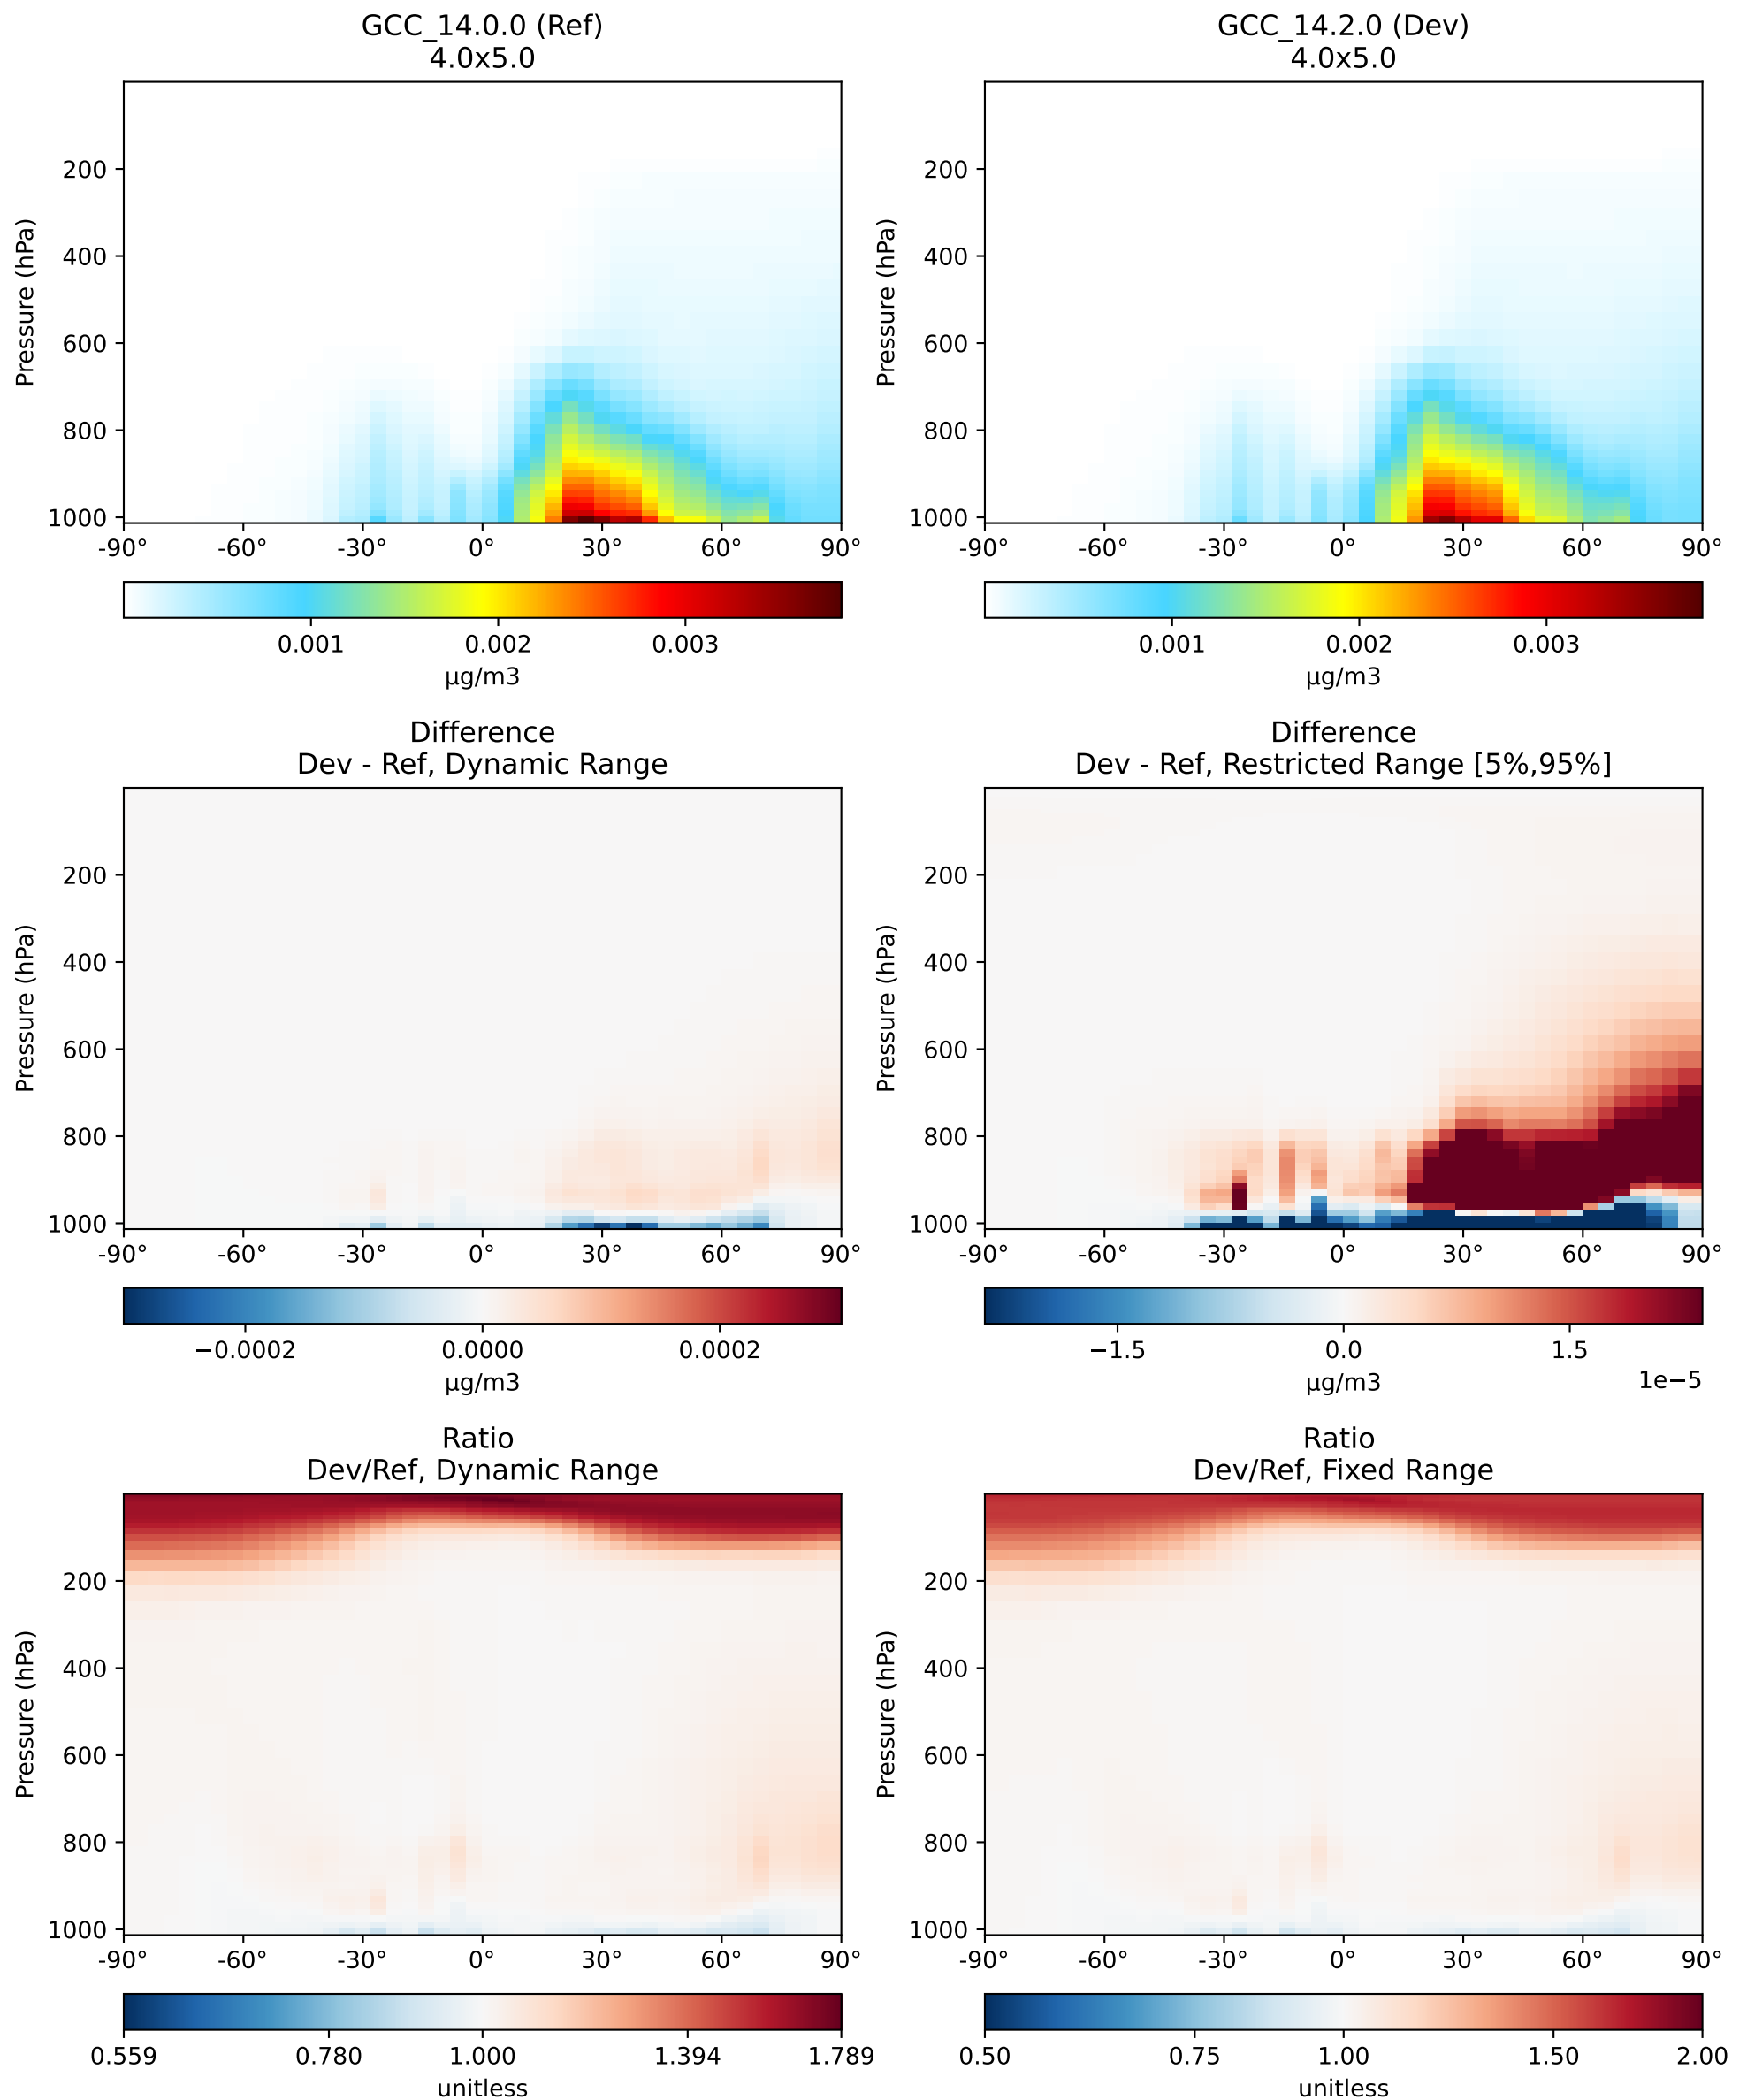 GCC_14.0.0 (Ref)
4.0x5.0
200
400
600
800
1000
Pressure (hPa)
-90° -60° -30° 0° 30° 60° 90°
0.001 0.002 0.003
µg/m3
GCC_14.2.0 (Dev)
4.0x5.0
200
400
600
800
1000
Pressure (hPa)
-90° -60° -30° 0° 30° 60° 90°
0.001 0.002 0.003
µg/m3
Difference
Dev - Ref, Dynamic Range
200
400
600
800
1000
Pressure (hPa)
-90° -60° -30° 0° 30° 60° 90°
−0.0002 0.0000 0.0002
µg/m3
Difference
Dev - Ref, Restricted Range [5%,95%]
200
400
600
800
1000
Pressure (hPa)
-90° -60° -30° 0° 30° 60° 90°
−1.5 0.0 1.5
µg/m3
1e−5
Ratio
Dev/Ref, Dynamic Range
200
400
600
800
1000
Pressure (hPa)
-90° -60° -30° 0° 30° 60° 90°
0.559 0.780 1.000 1.394 1.789
unitless
Ratio
Dev/Ref, Fixed Range
200
400
600
800
1000
Pressure (hPa)
-90° -60° -30° 0° 30° 60° 90°
0.50 0.75 1.00 1.50 2.00
unitless